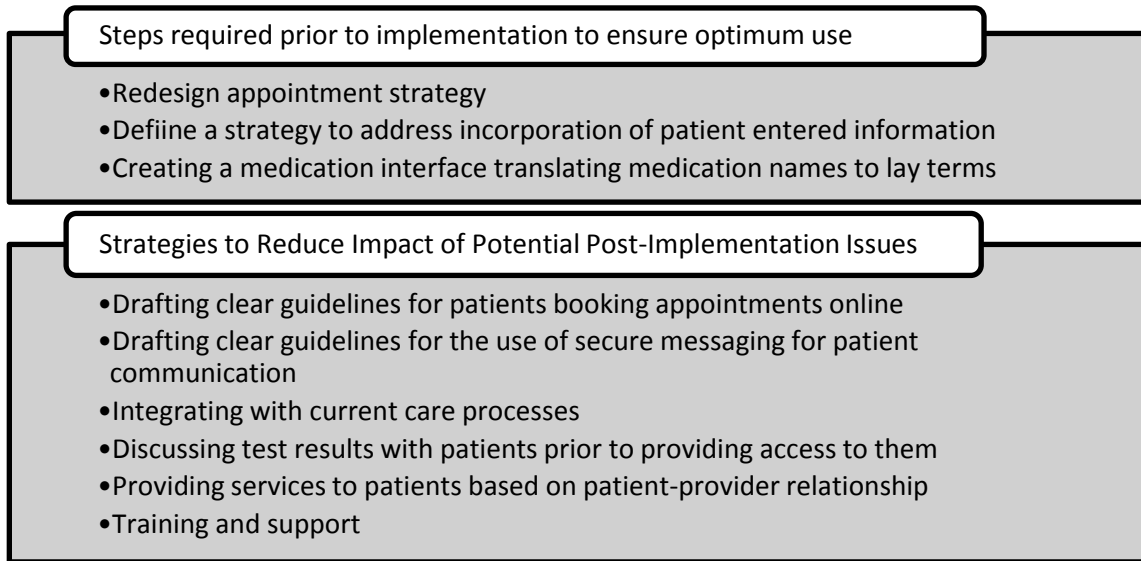 Steps required prior to implementation to ensure optimum use
•Redesign appointment strategy
•Defiine a strategy to address incorporation of patient entered information
•Creating a medication interface translating medication names to lay terms
Strategies to Reduce Impact of Potential Post-Implementation Issues
•Drafting clear guidelines for patients booking appointments online
•Drafting clear guidelines for the use of secure messaging for patient
communication
•Integrating with current care processes
•Discussing test results with patients prior to providing access to them
•Providing services to patients based on patient-provider relationship
•Training and support